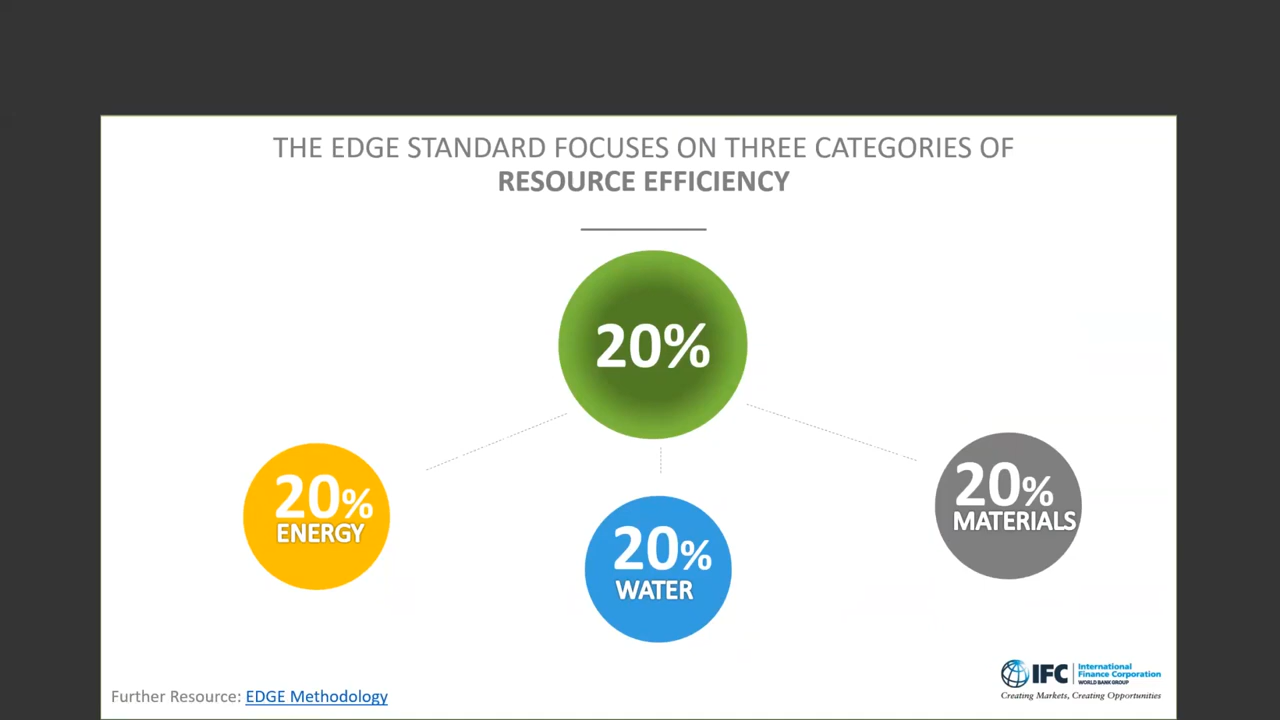 THE EDGE STANDARD FOCUSES ON THREE CATEGORIES OF
RESOURCE EFFICIENCY
20%
20%
ENERGY
20%
WATER
20%
MATERIALS
Further Resource: EDGE Methodology
IFC
International
Finance Corporation
WORLD BANK GROUP
Creating Markets, Creating Opportunities